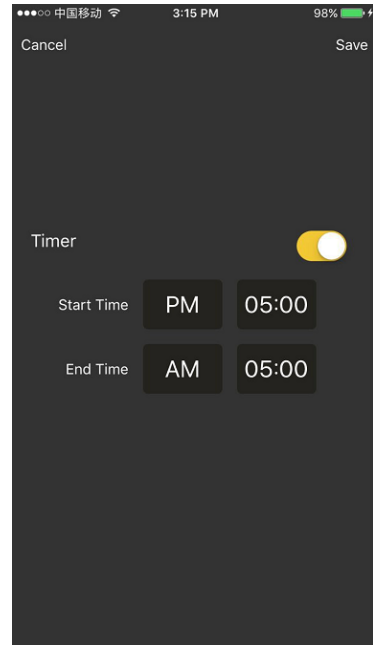 中国移动 3:15 PM 98%
Cancel Save
Timer
Start Time PM 05:00
End Time AM 05:00